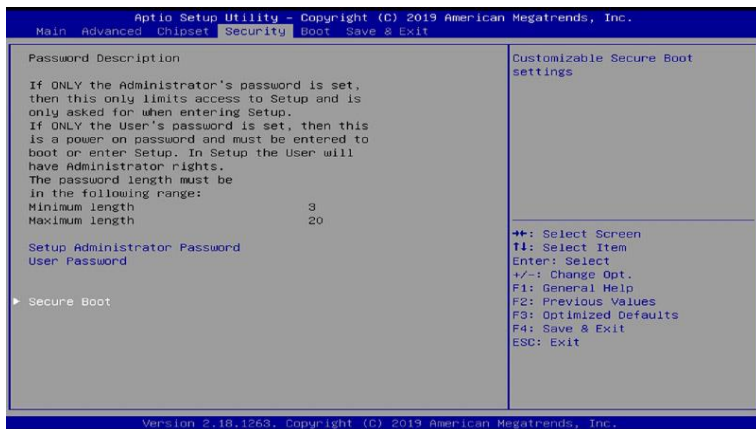 Aptio Setup Utility – Copyright (C) 2019 American Megatrends, Inc.
Main Advanced Chipset Security Boot Save & Exit
Password Description
If ONLY the Administrator's password is set,
then this only limits access to Setup and is
only asked for when entering Setup.
If ONLY the User's password is set, then this
is a power on password and must be entered to
boot or enter Setup. In Setup the User will
have Administrator rights.
The password length must be
in the following range:
Minimum length 3
Maximum length 20
Setup Administrator Password
User Password
► Secure Boot
Customizable Secure Boot
settings
→←: Select Screen
↑↓: Select Item
Enter: Select
+/-: Change Opt.
F1: General Help
F2: Previous Values
F3: Optimized Defaults
F4: Save & Exit
ESC: Exit
Version 2.18.1263. Copyright (C) 2019 American Megatrends, Inc.